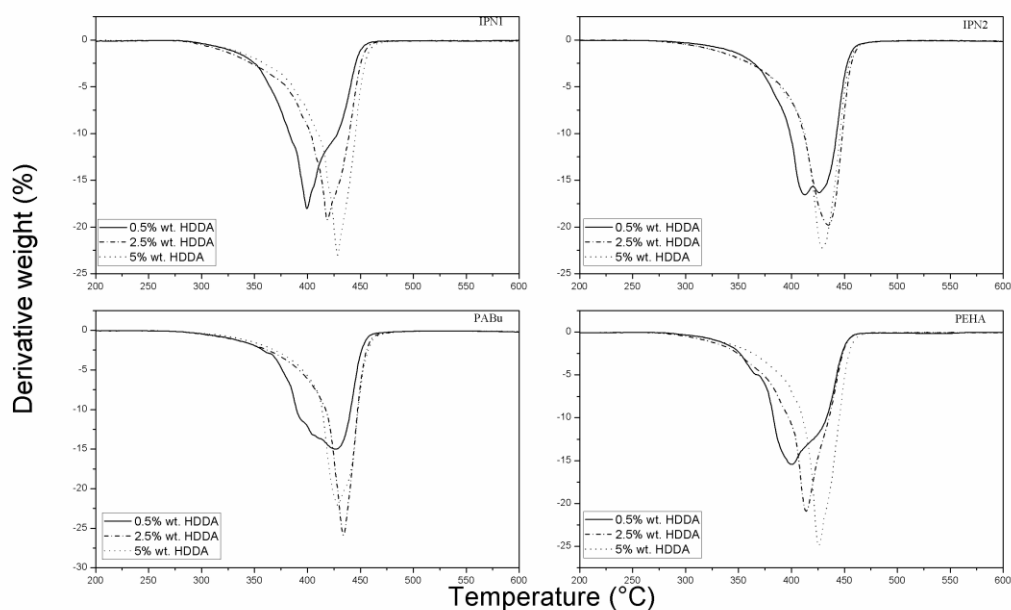 IPN1
0
-5
-10
-15
-20
-25
0.5% wt. HDDA
2.5% wt. HDDA
5% wt. HDDA
200 250 300 350 400 450 500 550 600
IPN2
0
-5
-10
-15
-20
-25
0.5% wt. HDDA
2.5% wt. HDDA
5% wt. HDDA
200 250 300 350 400 450 500 550 600
PABu
0
-5
-10
-15
-20
-25
-30
0.5% wt. HDDA
2.5% wt. HDDA
5% wt. HDDA
200 250 300 350 400 450 500 550 600
PEHA
0
-5
-10
-15
-20
-25
0.5% wt. HDDA
2.5% wt. HDDA
5% wt. HDDA
200 250 300 350 400 450 500 550 600
Derivative weight (%)
Temperature (°C)